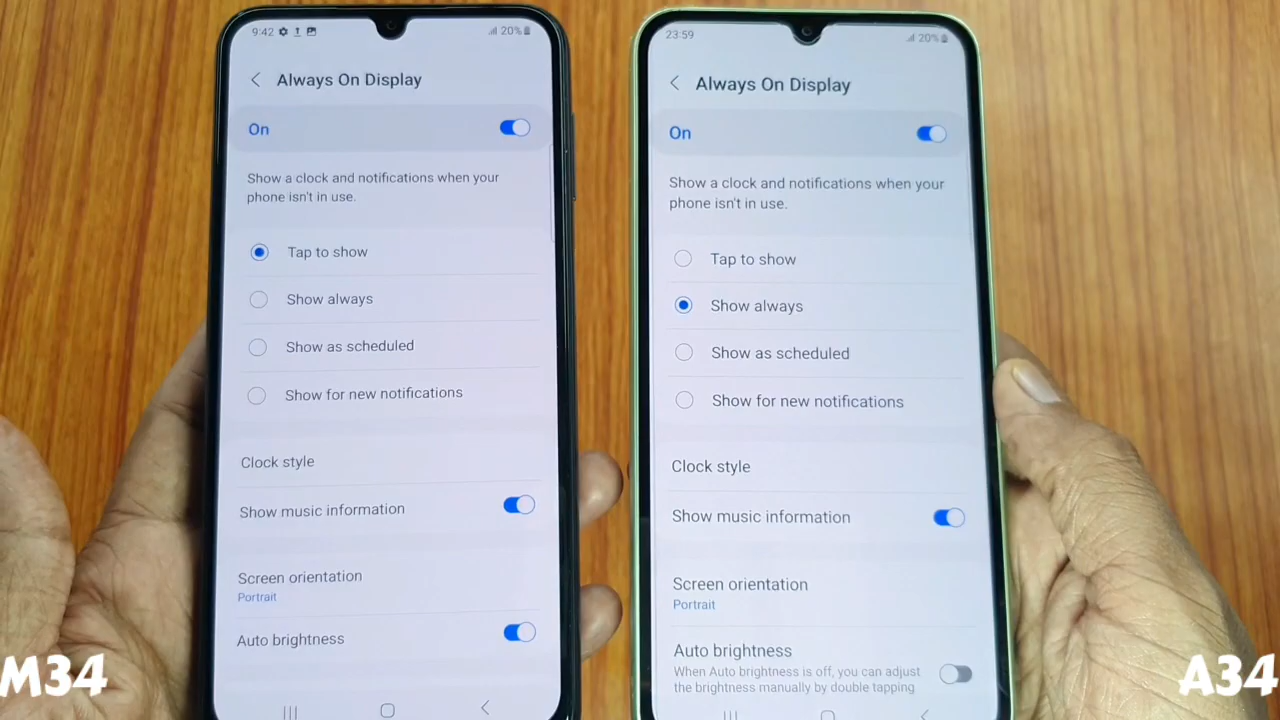 9:42
20%
Always On Display
On
Show a clock and notifications when your
phone isn't in use.
Tap to show
Show always
Show as scheduled
Show for new notifications
Clock style
Show music information
Screen orientation
Portrait
Auto brightness
M34
23:59
20%
Always On Display
On
Show a clock and notifications when your
phone isn't in use.
Tap to show
Show always
Show as scheduled
Show for new notifications
Clock style
Show music information
Screen orientation
Portrait
Auto brightness
When Auto brightness is off, you can adjust
the brightness manually by double tapping
A34